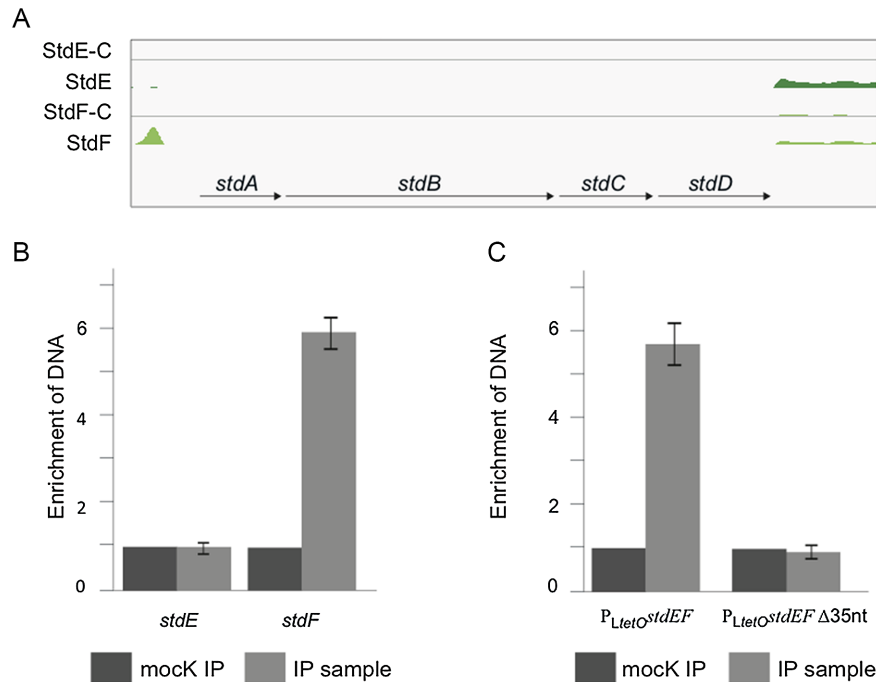 A
StdE-C
StdE
StdF-C
StdF
stdA stdB stdC stdD
B
Enrichment of DNA
6
4
2
0
stdE stdF
mocK IP IP sample
C
Enrichment of DNA
6
4
2
0
PLtetOstdEF PLtetOstdEF Δ35nt
mocK IP IP sample